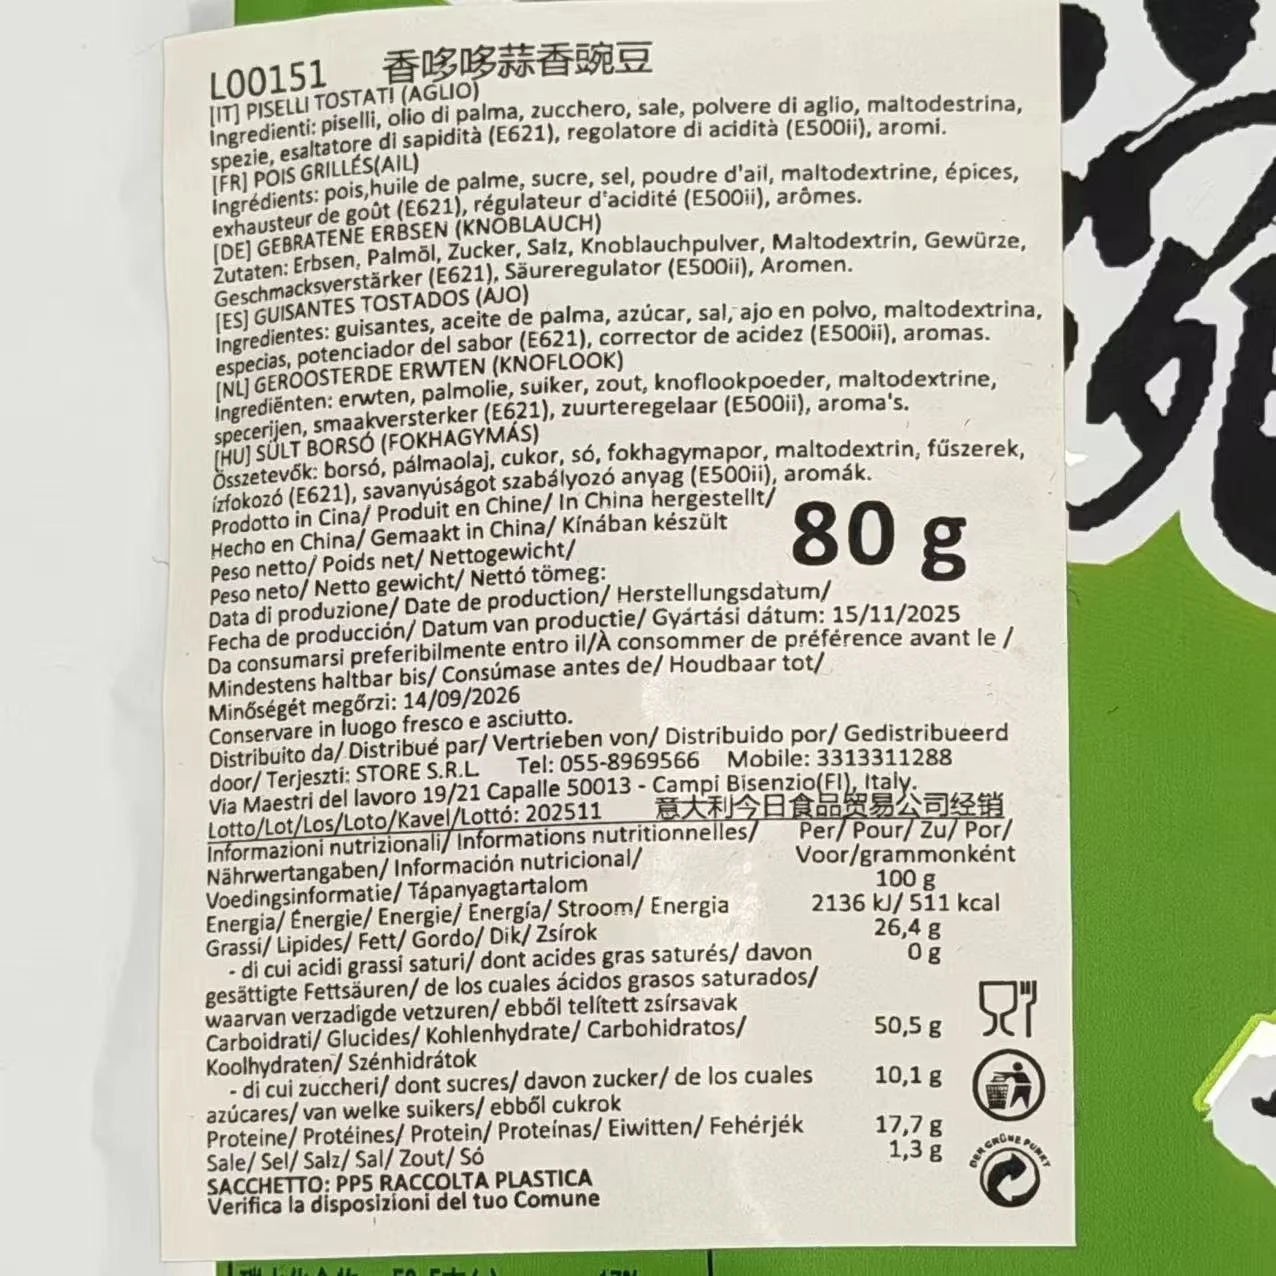 L00151 香哆哆蒜香豌豆
[IT] PISELLI TOSTATI (AGLIO)
Ingredienti: piselli, olio di palma, zucchero, sale, polvere di aglio, maltodestrina,
spezie, esaltatore di sapidità (E621), regolatore di acidità (E500ii), aromi.
[FR] POIS GRILLÉS(AIL)
Ingrédients: pois,huile de palme, sucre, sel, poudre d'ail, maltodextrine, épices,
exhausteur de goût (E621), régulateur d'acidité (E500ii), arômes.
[DE] GEBRATENE ERBSEN (KNOBLAUCH)
Zutaten: Erbsen, Palmöl, Zucker, Salz, Knoblauchpulver, Maltodextrin, Gewürze,
Geschmacksverstärker (E621), Säureregulator (E500ii), Aromen.
[ES] GUISANTES TOSTADOS (AJO)
Ingredientes: guisantes, aceite de palma, azúcar, sal, ajo en polvo, maltodextrina,
especias, potenciador del sabor (E621), corrector de acidez (E500ii), aromas.
[NL] GEROOSTERDE ERWTEN (KNOFLOOK)
Ingrediënten: erwten, palmolie, suiker, zout, knoflookpoeder, maltodextrine,
specerijen, smaakversterker (E621), zuurteregelaar (E500ii), aroma's.
[HU] SÜLT BORSÓ (FOKHAGYMÁS)
Összetevők: borsó, pálmaolaj, cukor, só, fokhagymapor, maltodextrin, fűszerek,
ízfokozó (E621), savanyúságot szabályozó anyag (E500ii), aromák.
Prodotto in Cina/ Produit en Chine/ In China hergestellt/
Hecho en China/ Gemaakt in China/ Kínában készült
80 g
Peso netto/ Poids net/ Nettogewicht/
Peso neto/ Netto gewicht/ Nettó tömeg:
Data di produzione/ Date de production/ Herstellungsdatum/
Fecha de producción/ Datum van productie/ Gyártási dátum: 15/11/2025
Da consumarsi preferibilmente entro il/À consommer de préférence avant le /
Mindestens haltbar bis/ Consúmase antes de/ Houdbaar tot/
Minőségét megőrzi: 14/09/2026
Conservare in luogo fresco e asciutto.
Distribuito da/ Distribué par/ Vertrieben von/ Distribuido por/ Gedistribueerd
door/ Terjeszti: STORE S.R.L. Tel: 055-8969566 Mobile: 3313311288
Via Maestri del lavoro 19/21 Capalle 50013 - Campi Bisenzio(FI), Italy.
Lotto/Lot/Los/Loto/Kavel/Lottó: 202511 意大利今日食品贸易公司经销
Informazioni nutrizionali/ Informations nutritionnelles/ Per/ Pour/ Zu/ Por/
Nährwertangaben/ Información nutricional/ Voor/grammonként
Voedingsinformatie/ Tápanyagtartalom 100 g
Energia/ Énergie/ Energie/ Energía/ Stroom/ Energia 2136 kJ/ 511 kcal
Grassi/ Lipides/ Fett/ Gordo/ Dik/ Zsírok 26,4 g
- di cui acidi grassi saturi/ dont acides gras saturés/ davon 0 g
gesättigte Fettsäuren/ de los cuales ácidos grasos saturados/
waarvan verzadigde vetzuren/ ebből telített zsírsavak
Carboidrati/ Glucides/ Kohlenhydrate/ Carbohidratos/ 50,5 g
Koolhydraten/ Szénhidrátok
- di cui zuccheri/ dont sucres/ davon zucker/ de los cuales 10,1 g
azúcares/ van welke suikers/ ebből cukrok
Proteine/ Protéines/ Protein/ Proteínas/ Eiwitten/ Fehérjék 17,7 g
Sale/ Sel/ Salz/ Sal/ Zout/ Só 1,3 g
SACCHETTO: PP5 RACCOLTA PLASTICA
Verifica la disposizioni del tuo Comune
DER GRÜNE PUNKT